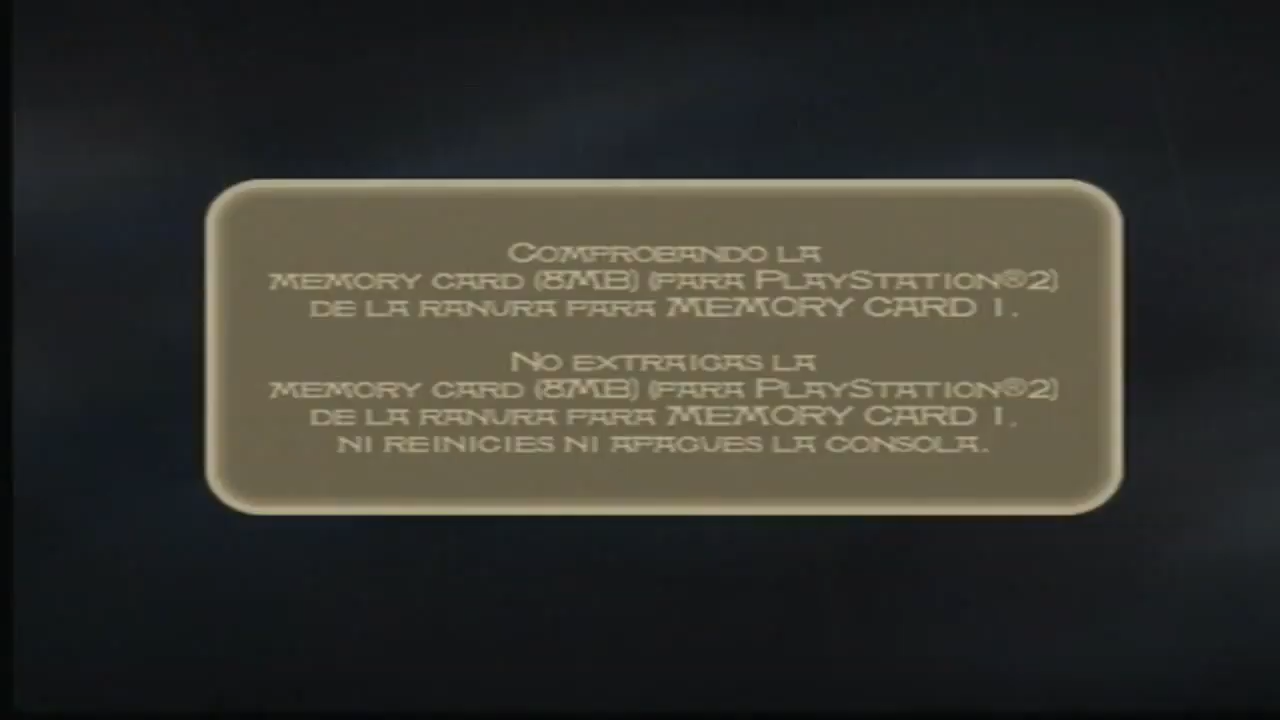 Comprobando la
memory card (8MB) (para PlayStation®2)
de la ranura para MEMORY CARD 1.
No extraigas la
memory card (8MB) (para PlayStation®2)
de la ranura para MEMORY CARD 1,
ni reinicies ni apagues la consola.